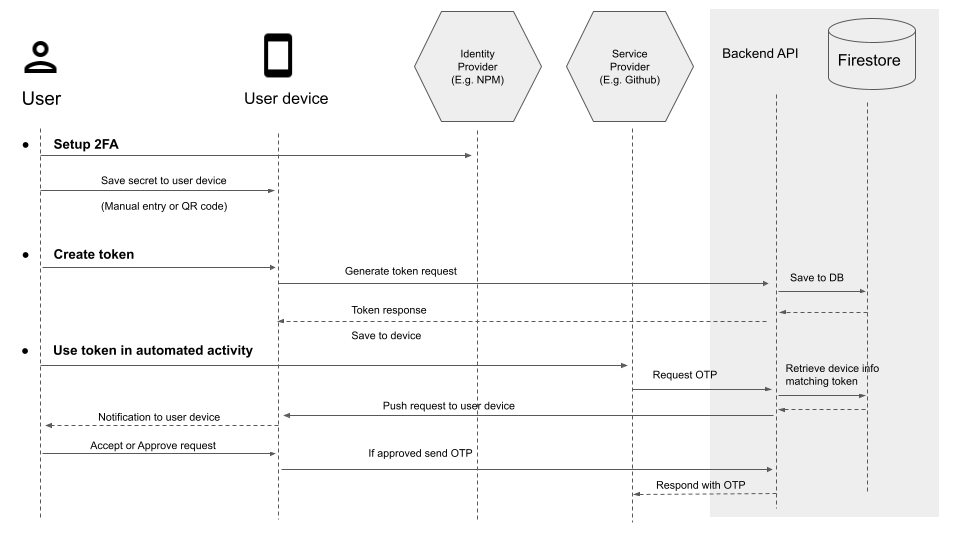 Identity
Provider
(E.g. NPM)
Service
Provider
(E.g. Github)
Backend API
Firestore
User
User device
● Setup 2FA
Save secret to user device
(Manual entry or QR code)
● Create token
Generate token request
Save to DB
Token response
Save to device
● Use token in automated activity
Request OTP
Retrieve device info
matching token
Push request to user device
Notification to user device
Accept or Approve request
If approved send OTP
Respond with OTP